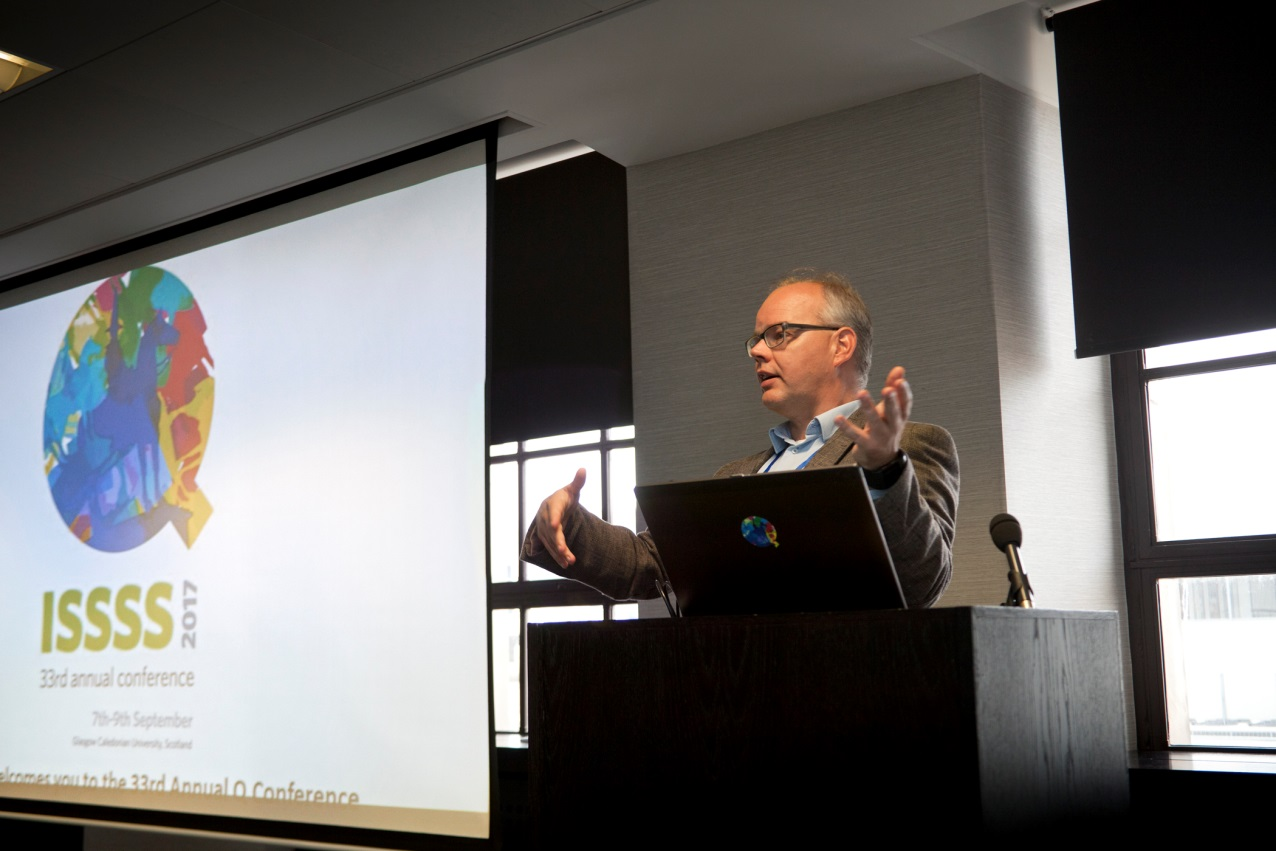 ISSSS 2017
33rd annual conference
7th-9th September
Glasgow Caledonian University, Scotland
elcomes you to the 33rd Annual Q Conference